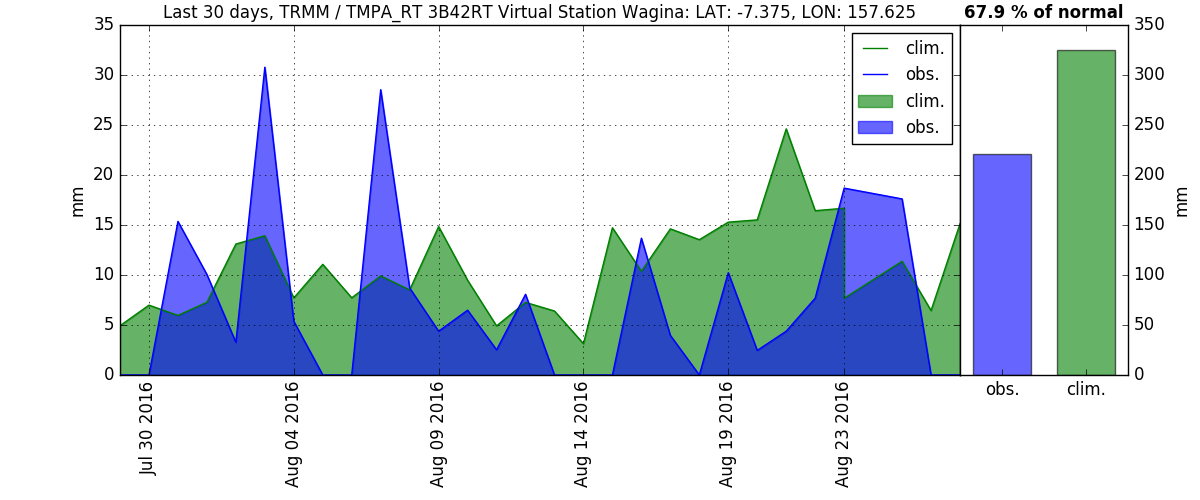 Last 30 days, TRMM / TMPA_RT 3B42RT Virtual Station Wagina: LAT: -7.375, LON: 157.625
67.9 % of normal
35
30
25
20
15
10
5
0
mm
clim.
obs.
clim.
obs.
350
300
250
200
150
100
50
0
mm
Jul 30 2016
Aug 04 2016
Aug 09 2016
Aug 14 2016
Aug 19 2016
Aug 23 2016
obs.
clim.